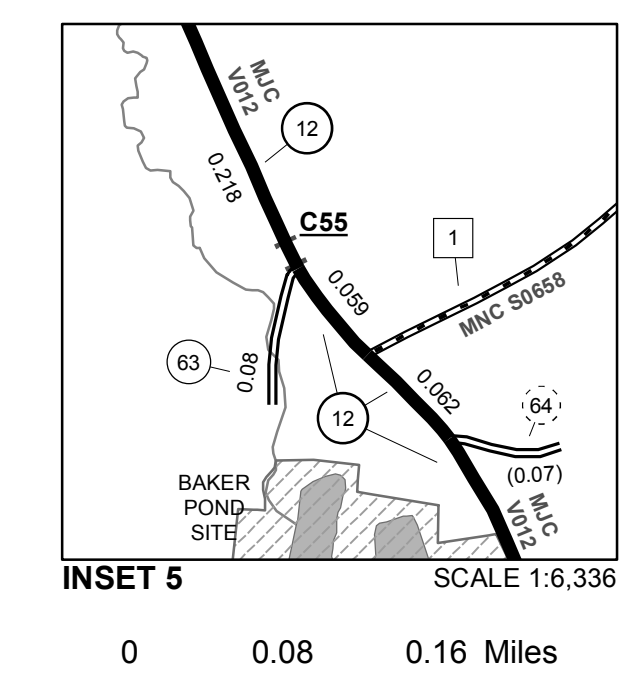 MJC
V012
12
0.218
C55
1
0.059
MNC S0658
63
0.08
0.062
12
64
(0.07)
BAKER
POND
SITE
MJC
V012
INSET 5
SCALE 1:6,336
0 0.08 0.16 Miles